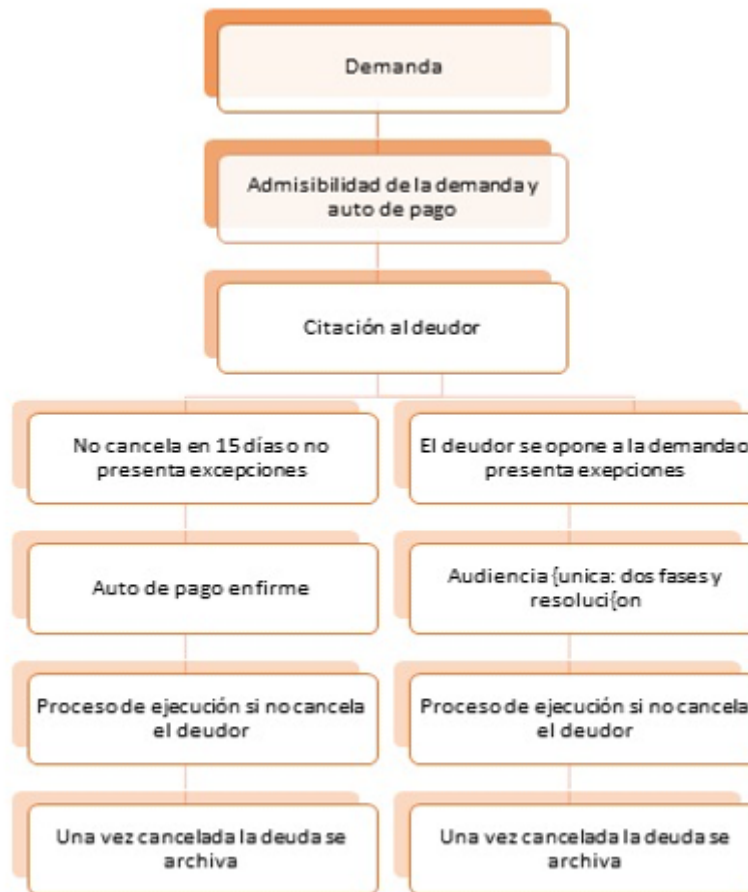 Demanda
Admisibilidad de la demanda y
auto de pago
Citación al deudor
No cancela en 15 días o no
presenta excepciones
El deudor se opone a la demanda o
presenta exepciones
Auto de pago en firme
Audiencia {unica: dos fases y
resoluci{on
Proceso de ejecución si no cancela
el deudor
Proceso de ejecución si no cancela
el deudor
Una vez cancelada la deuda se
archiva
Una vez cancelada la deuda se
archiva